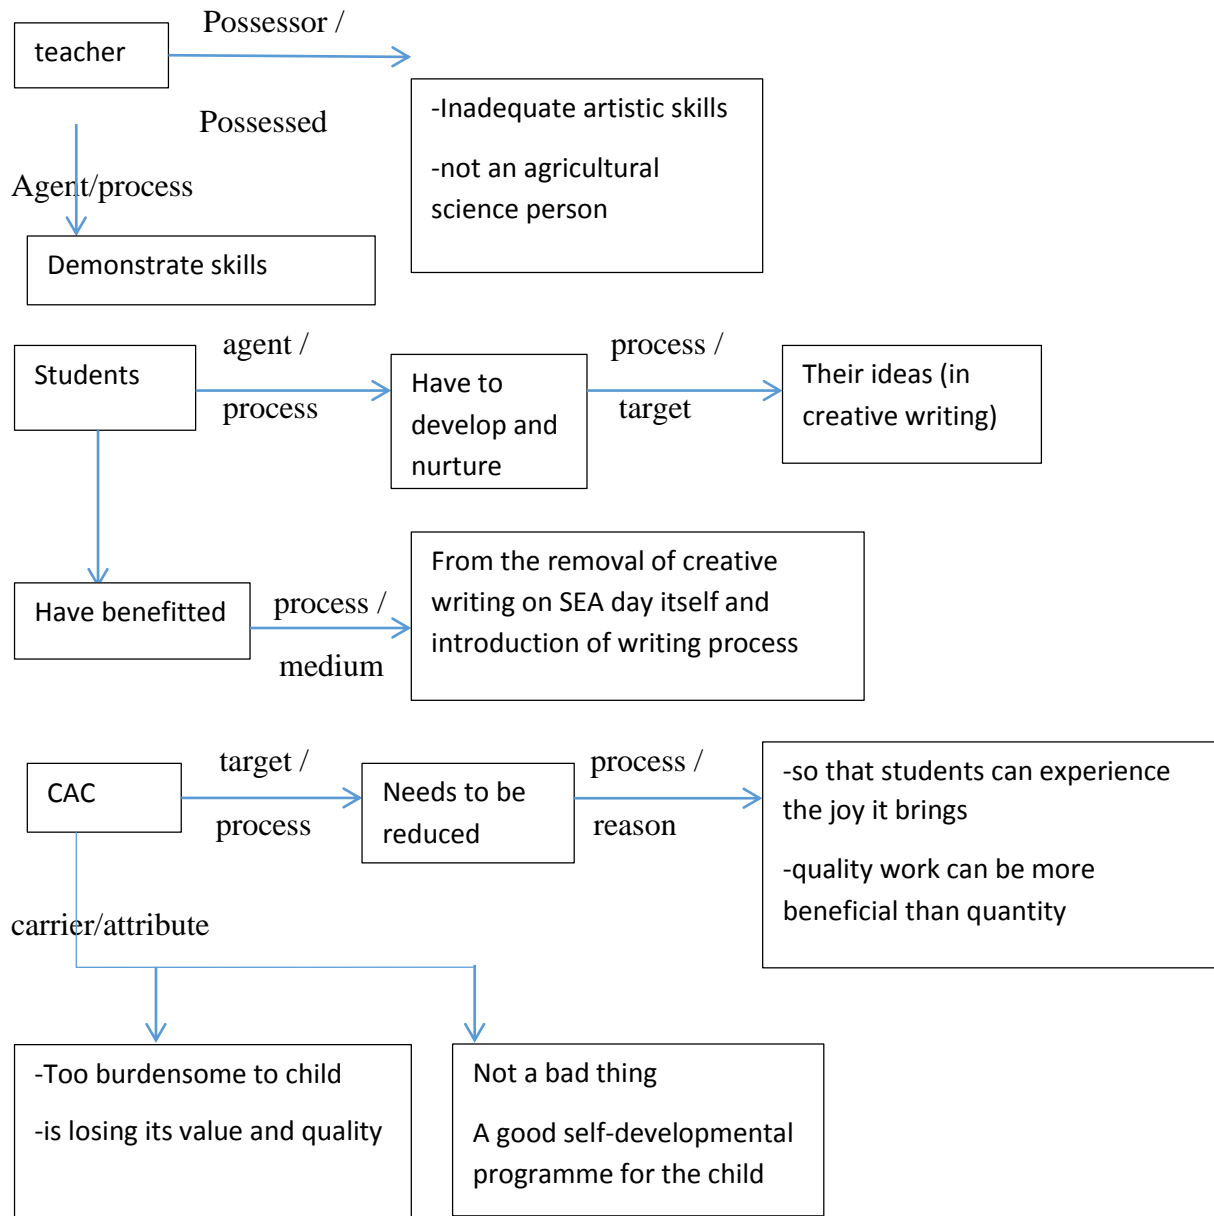 Possessor /
teacher
-Inadequate artistic skills
Possessed
-not an agricultural
science person
Agent/process
Demonstrate skills
agent /
process /
Students
Have to
develop and
nurture
Their ideas (in
creative writing)
process
target
From the removal of creative
writing on SEA day itself and
introduction of writing process
Have benefitted
process /
medium
target /
process /
-so that students can experience
the joy it brings
CAC
Needs to be
reduced
process
reason
-quality work can be more
beneficial than quantity
carrier/attribute
-Too burdensome to child
-is losing its value and quality
Not a bad thing
A good self-developmental
programme for the child